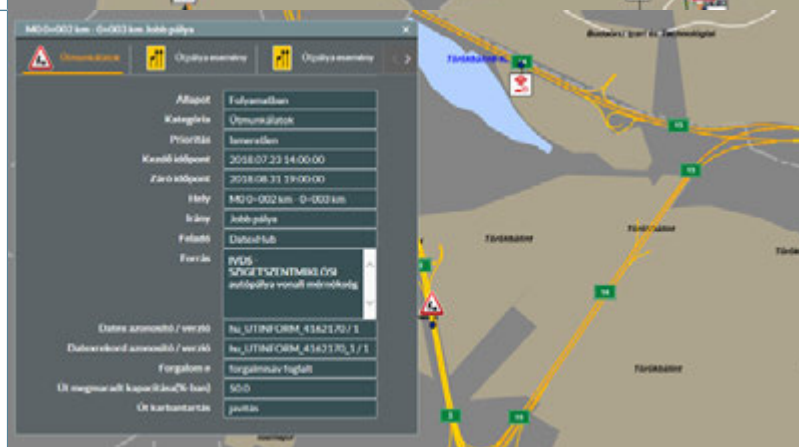 M0 0+002 km - 0+003 km Jobb pálya
×
Útmunkálatok
Útpálya esemény
Útpálya esemény
Állapot Folyamatban
Kategória Útmunkálatok
Prioritás Ismeretlen
Kezdő időpont 2018.07.23 14:00:00
Záró időpont 2018.08.31 19:00:00
Hely M0 0+002 km - 0+003 km
Irány Jobb pálya
Feladó DatexHub
Forrás IVDS -
SZIGETSZENTMIKLÓSI
autópálya vonali mérnökség
Datex azonosító / verzió hu_UTINFORM_4162170 / 1
Datexrekord azonosító / verzió hu_UTINFORM_4162170_1 / 1
Forgalom e forgalmisáv foglalt
Út megmaradt kapacitása(%-ban) 50.0
Út karbantartás javítás
Budaörsi Ipari és Technológiai
Törökbálint
Törökbálint
Törökbálint